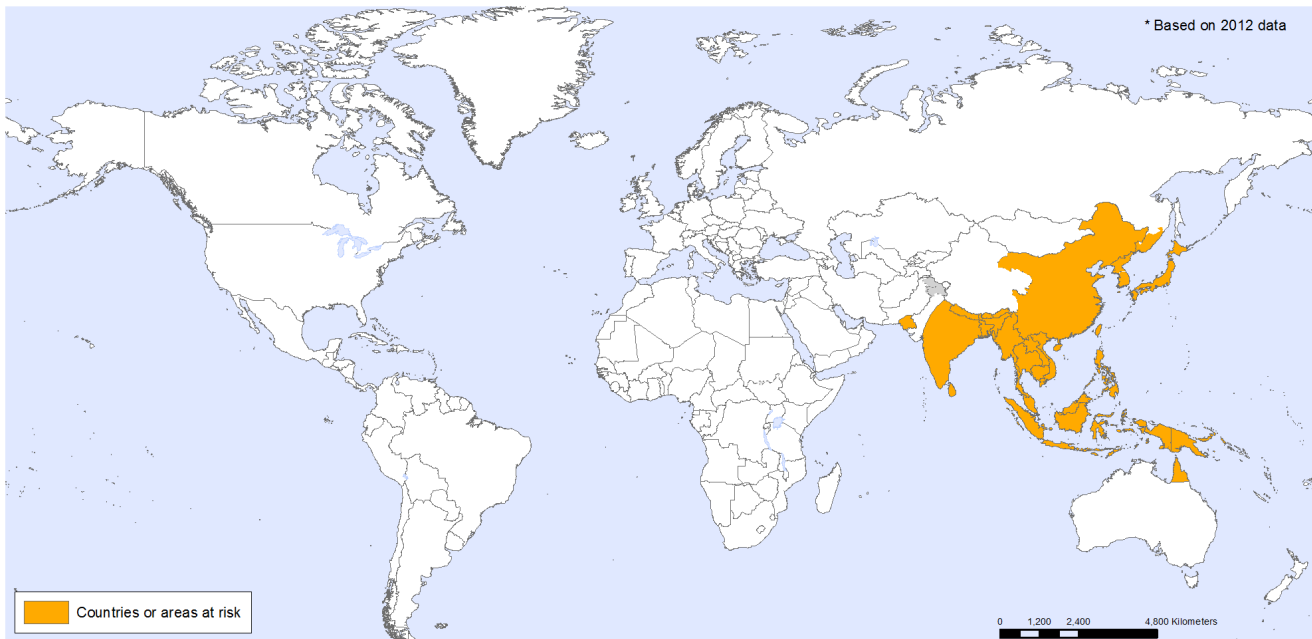 * Based on 2012 data
Countries or areas at risk
0 1,200 2,400 4,800 Kilometers